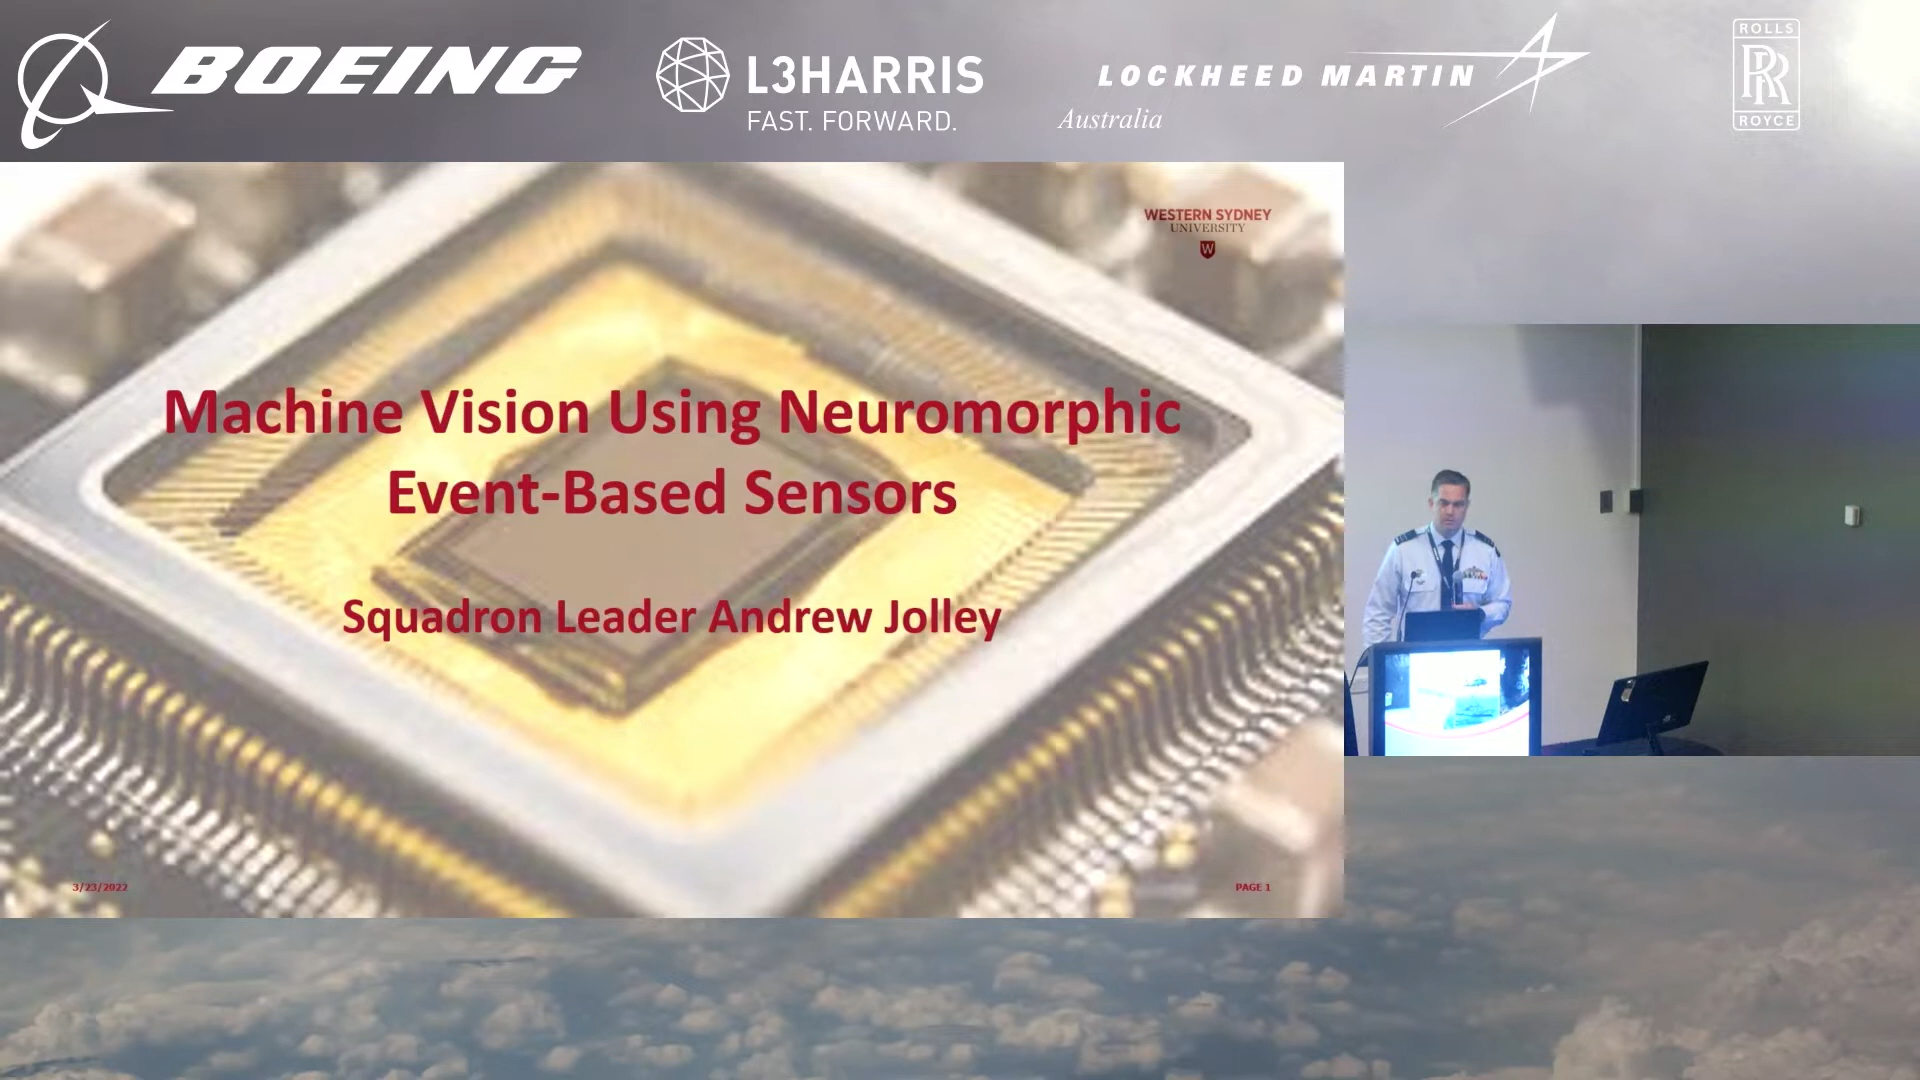 BOEING
L3HARRIS
FAST. FORWARD.
LOCKHEED MARTIN
Australia
ROLLS
RR
ROYCE
WESTERN SYDNEY
UNIVERSITY
W
Machine Vision Using Neuromorphic
Event-Based Sensors
Squadron Leader Andrew Jolley
3/23/2022
PAGE 1